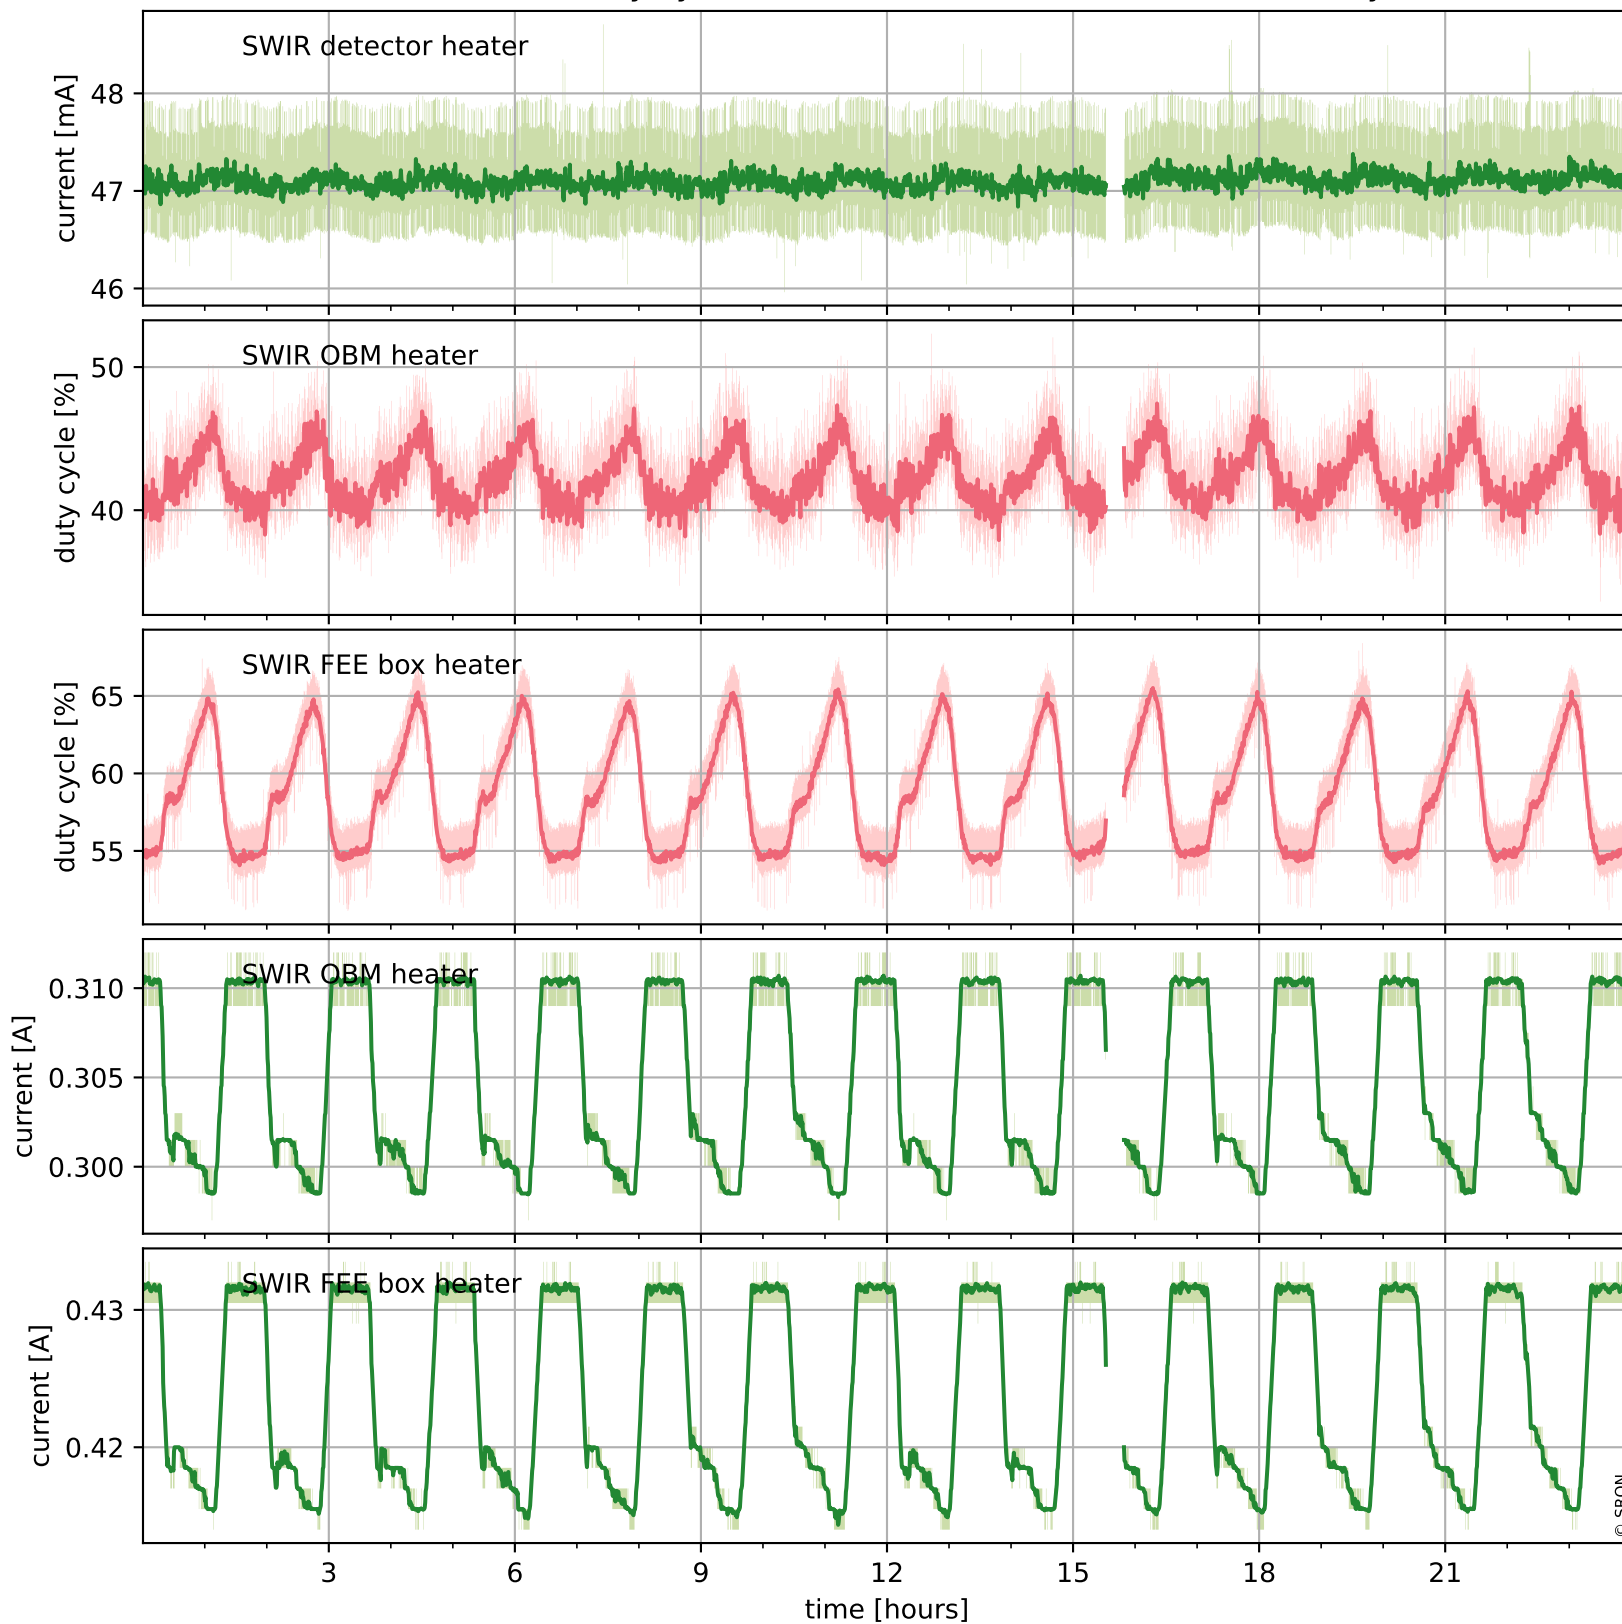 SWIR detector heater
current [mA]
48
47
46
SWIR OBM heater
duty cycle [%]
50
40
SWIR FEE box heater
duty cycle [%]
65
60
55
SWIR OBM heater
current [A]
0.310
0.305
0.300
SWIR FEE box heater
current [A]
0.43
0.42
© SRON
3 6 9 12 15 18 21
time [hours]